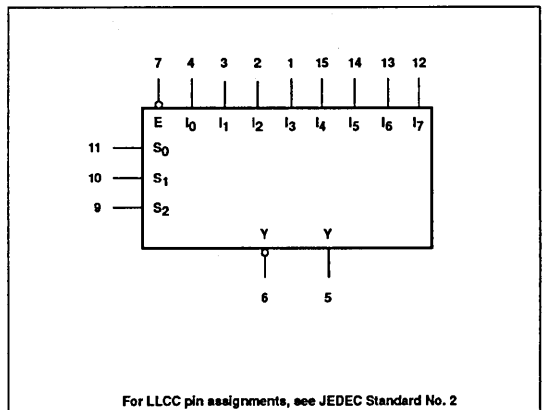 7 4 3 2 1 15 14 13 12
E I0 I1 I2 I3 I4 I5 I6 I7
11 S0
10 S1
9 S2
Y Y
6 5
For LLCC pin assignments, see JEDEC Standard No. 2